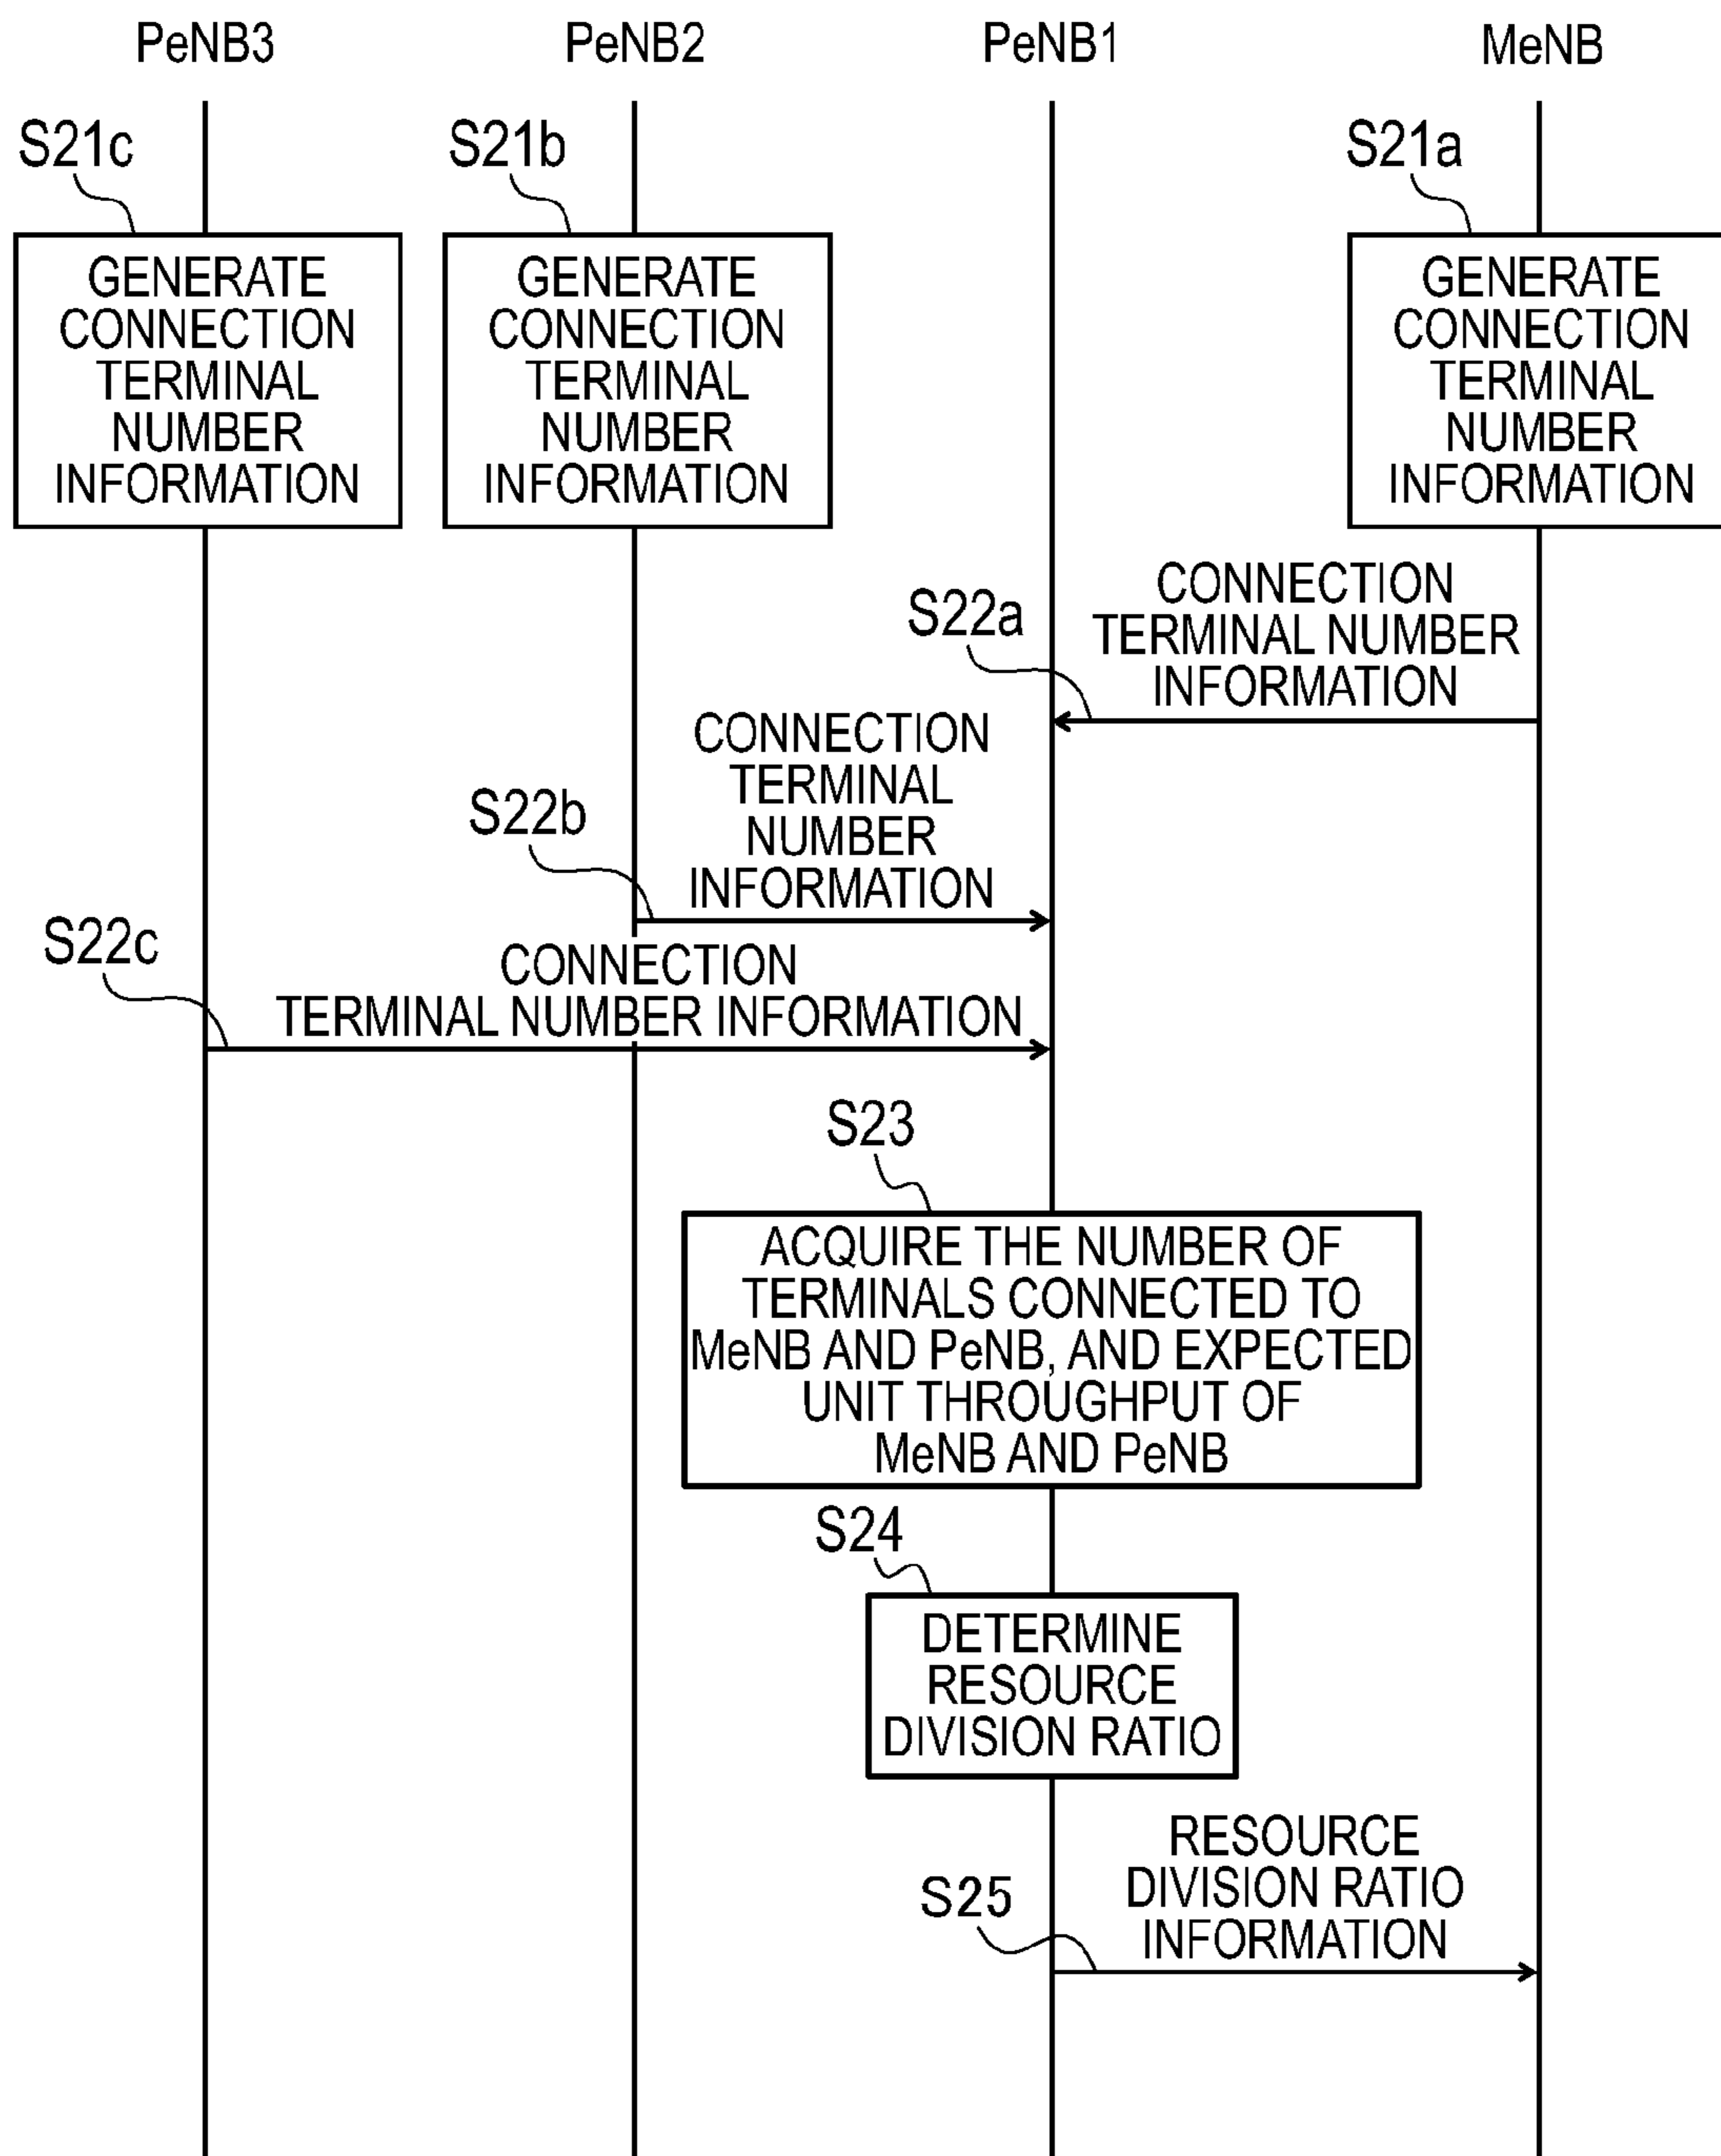 PeNB3
PeNB2
PeNB1
MeNB
S21c
S21b
S21a
GENERATE
CONNECTION
TERMINAL
NUMBER
INFORMATION
GENERATE
CONNECTION
TERMINAL
NUMBER
INFORMATION
GENERATE
CONNECTION
TERMINAL
NUMBER
INFORMATION
S22a
CONNECTION
TERMINAL NUMBER
INFORMATION
S22b
CONNECTION
TERMINAL
NUMBER
INFORMATION
S22c
CONNECTION
TERMINAL NUMBER INFORMATION
S23
ACQUIRE THE NUMBER OF
TERMINALS CONNECTED TO
MeNB AND PeNB, AND EXPECTED
UNIT THROUGHPUT OF
MeNB AND PeNB
S24
DETERMINE
RESOURCE
DIVISION RATIO
S25
RESOURCE
DIVISION RATIO
INFORMATION